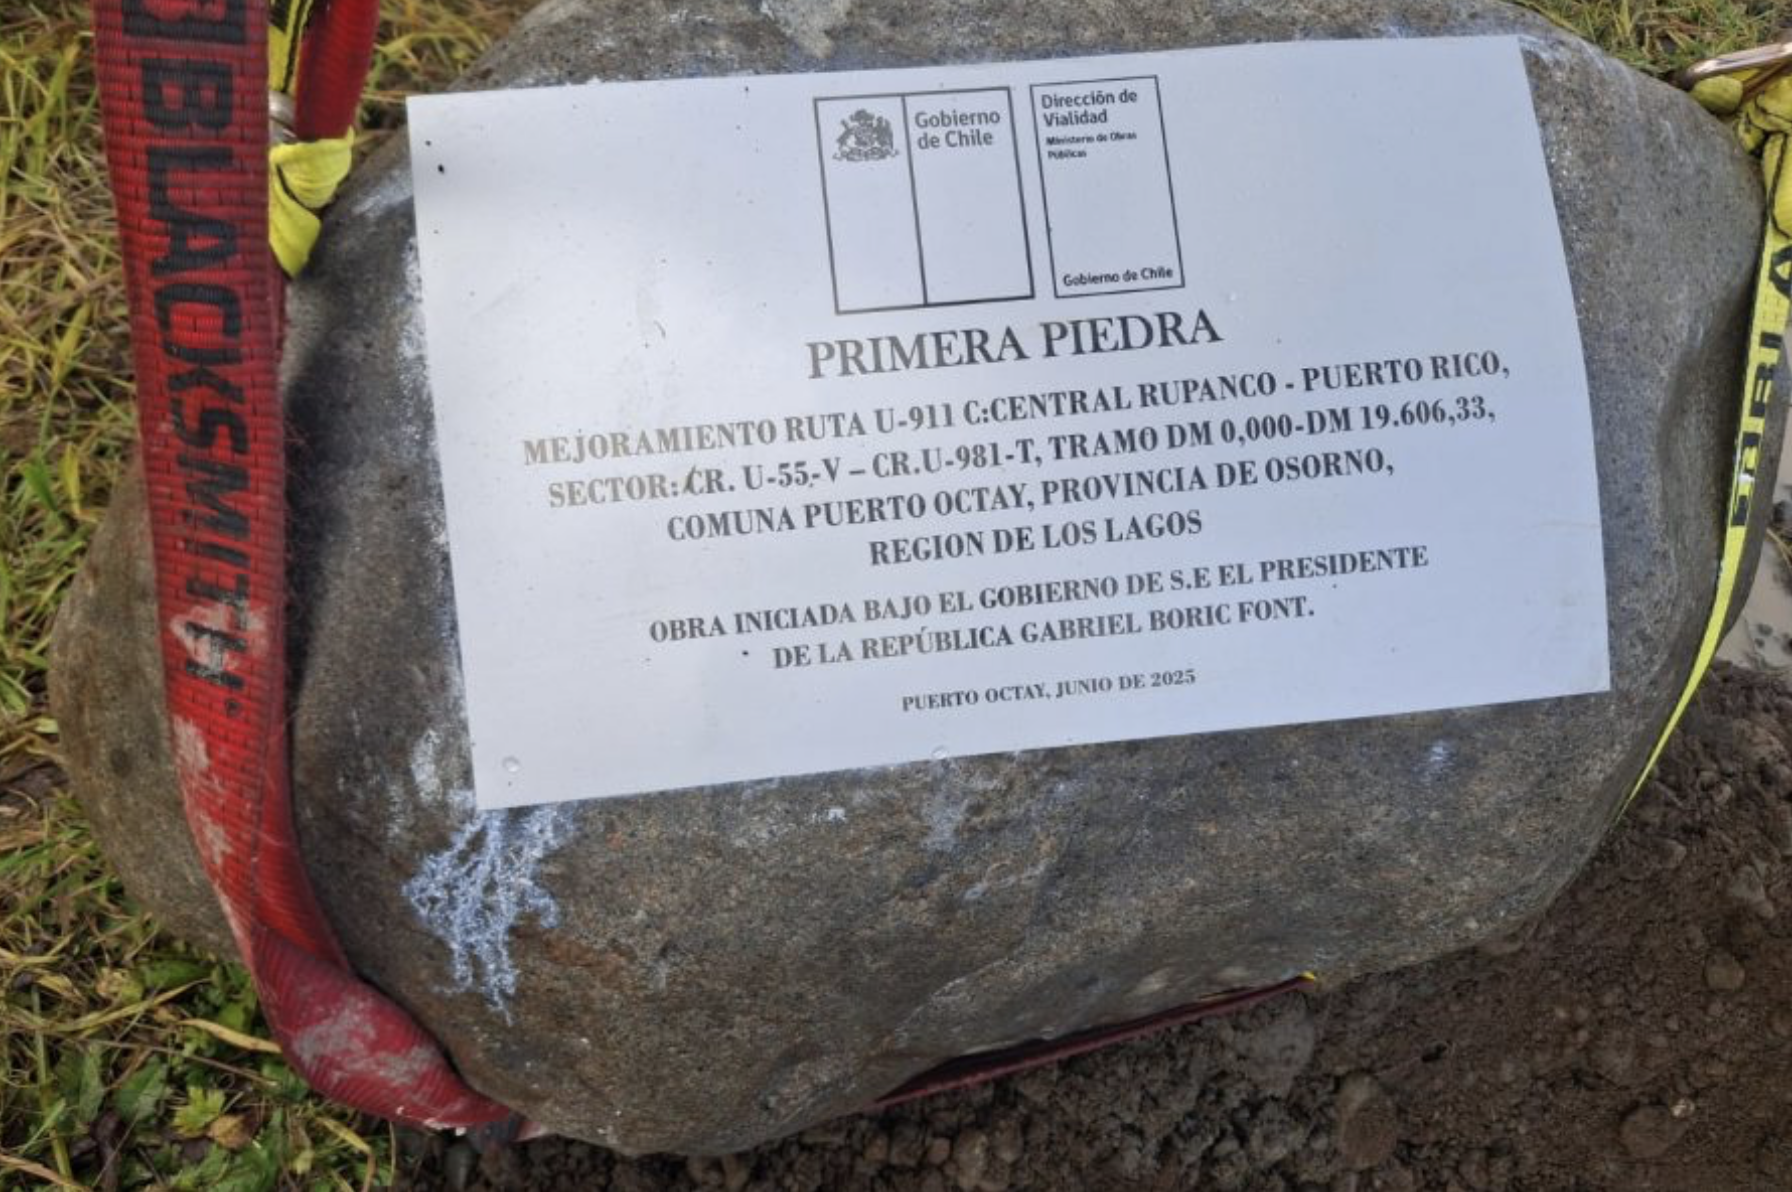 BLACKSMITH
Gobierno
de Chile
Dirección de
Vialidad
Ministerio de Obras
Públicas
Gobierno de Chile
PRIMERA PIEDRA
MEJORAMIENTO RUTA U-911 C:CENTRAL RUPANCO - PUERTO RICO,
SECTOR: CR. U-55-V – CR.U-981-T, TRAMO DM 0,000-DM 19.606,33,
COMUNA PUERTO OCTAY, PROVINCIA DE OSORNO,
REGION DE LOS LAGOS
OBRA INICIADA BAJO EL GOBIERNO DE S.E EL PRESIDENTE
DE LA REPÚBLICA GABRIEL BORIC FONT.
PUERTO OCTAY, JUNIO DE 2025